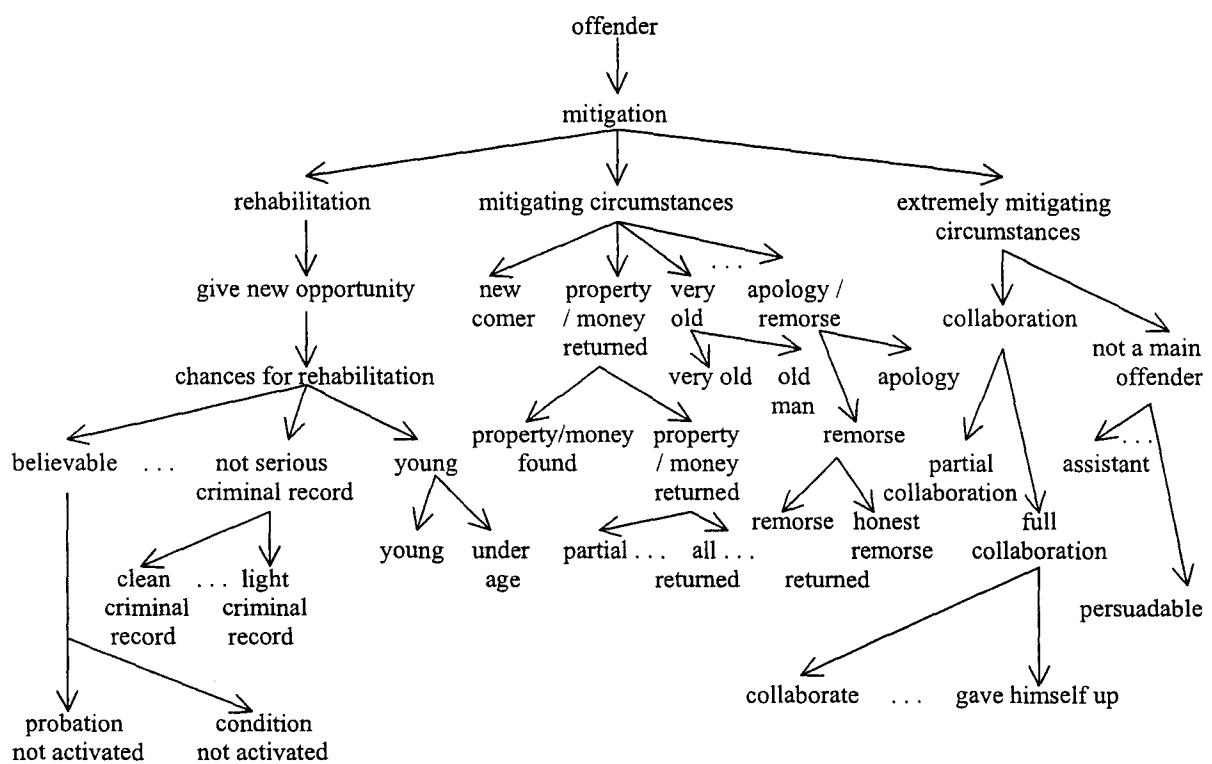 offender
mitigation
rehabilitation
mitigating circumstances
extremely mitigating
circumstances
give new opportunity
new
comer
property
/ money
returned
very
old
. . .
apology /
remorse
collaboration
not a main
offender
chances for rehabilitation
very old
old
man
apology
believable
. . .
not serious
criminal record
young
property/money
found
property
/ money
returned
remorse
partial
collaboration
assistant
. . .
young
under
age
partial . . .
all . . .
returned
returned
remorse
honest
remorse
full
collaboration
clean
criminal
record
. . .
light
criminal
record
persuadable
probation
not activated
condition
not activated
collaborate
. . .
gave himself up